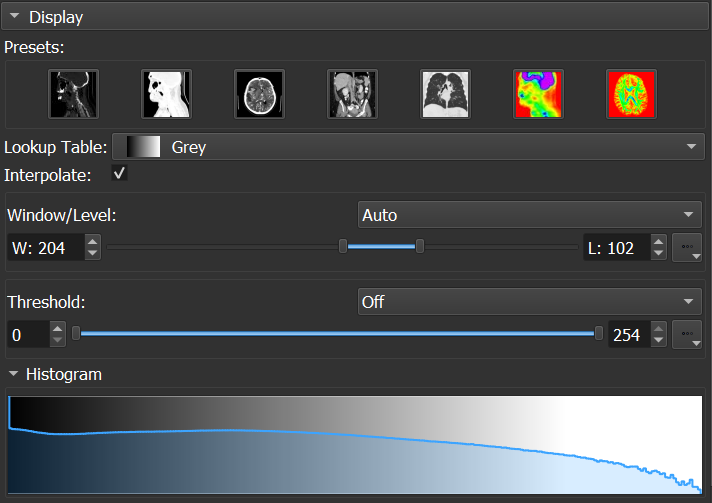 Display
Presets:
Lookup Table: Grey
Interpolate:
Window/Level: Auto
W: 204 L: 102
Threshold: Off
0 254
Histogram